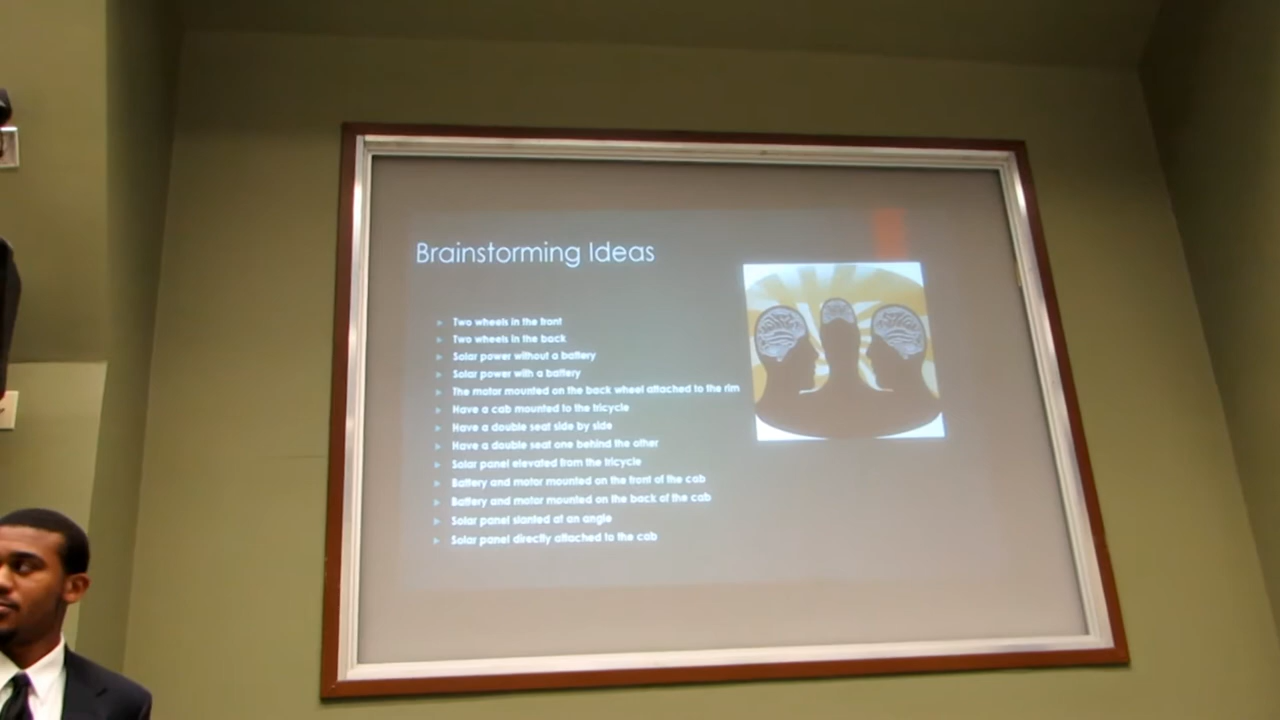 Brainstorming Ideas
Two wheels in the front
Two wheels in the back
Solar power without a battery
Solar power with a battery
The motor mounted on the back wheel attached to the rim
Have a cab mounted to the tricycle
Have a double seat side by side
Have a double seat one behind the other
Solar panel elevated from the tricycle
Battery and motor mounted on the front of the cab
Battery and motor mounted on the back of the cab
Solar panel slanted at an angle
Solar panel directly attached to the cab